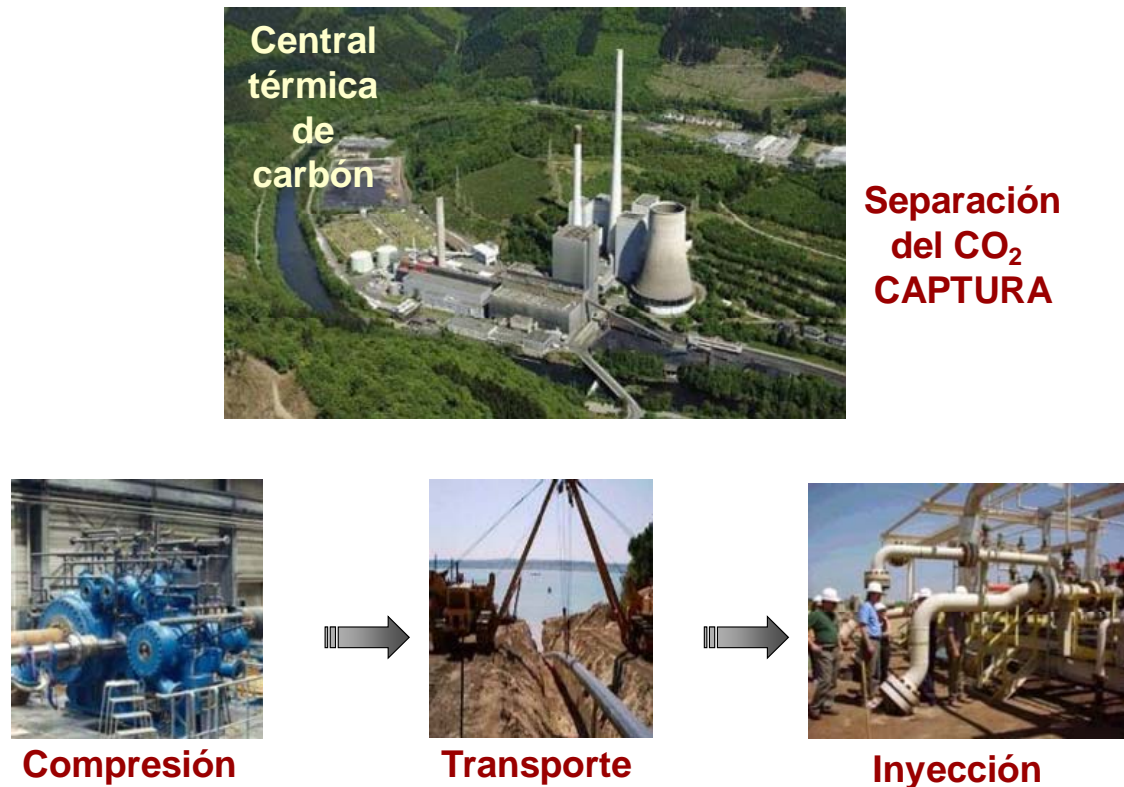 Central
térmica
de
carbón
Separación
del CO₂
CAPTURA
Compresión
Transporte
Inyección